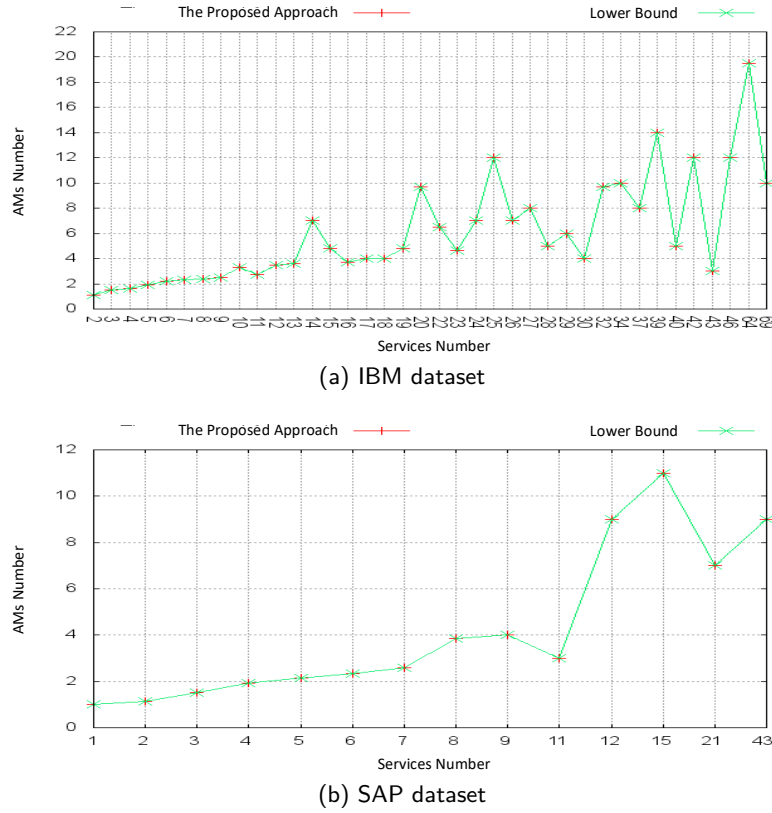 The Proposed Approach
Lower Bound
22
20
18
16
14
12
10
8
6
4
2
0
AMs Number
2 3 4 5 6 7 8 9 10 11 12 13 14 15 16 17 18 19 20 22 23 24 25 26 27 28 29 30 32 34 37 39 40 42 43 46 64 69
Services Number
(a) IBM dataset
The Proposed Approach
Lower Bound
12
10
8
6
4
2
0
AMs Number
1 2 3 4 5 6 7 8 9 11 12 15 21 43
Services Number
(b) SAP dataset